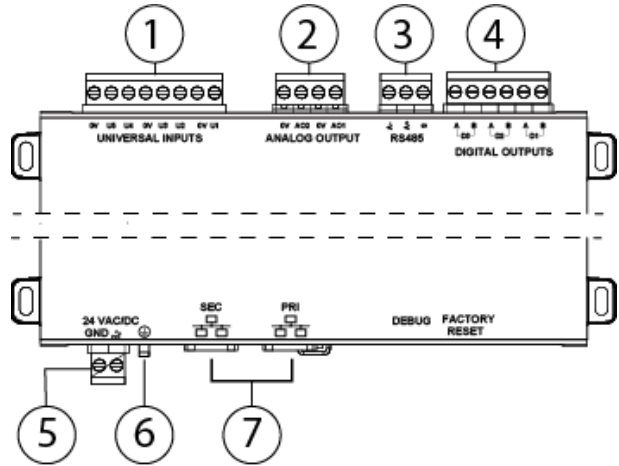 1 2 3 4
0V U5 U4 0V U3 U2 0V U1
UNIVERSAL INPUTS
0V AO2 0V AO1
ANALOG OUTPUT
RS485
A B A B A B
DIGITAL OUTPUTS
SEC
PRI
24 VAC/DC
GND
DEBUG
FACTORY
RESET
5 6 7